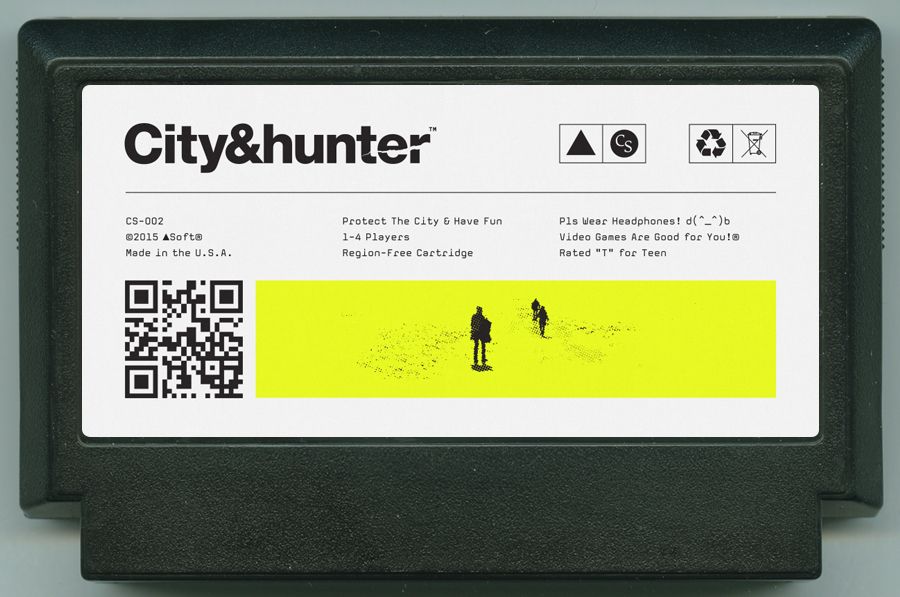 City&hunter™
CS
CS-002
©2015 ▲Soft®
Made in the U.S.A.
Protect The City & Have Fun
1-4 Players
Region-Free Cartridge
Pls Wear Headphones! d(^_^)b
Video Games Are Good for You!®
Rated "T" for Teen